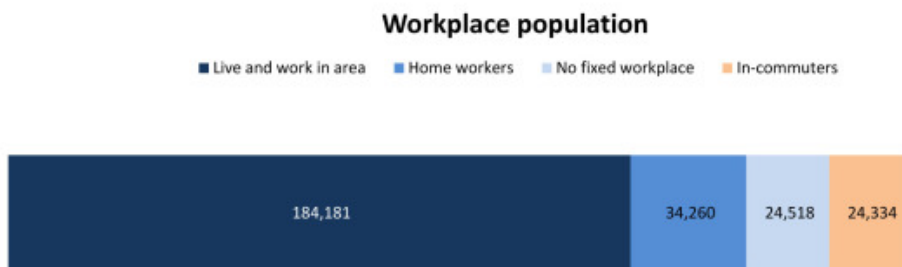 Workplace population
Live and work in area Home workers No fixed workplace In-commuters
184,181 34,260 24,518 24,334